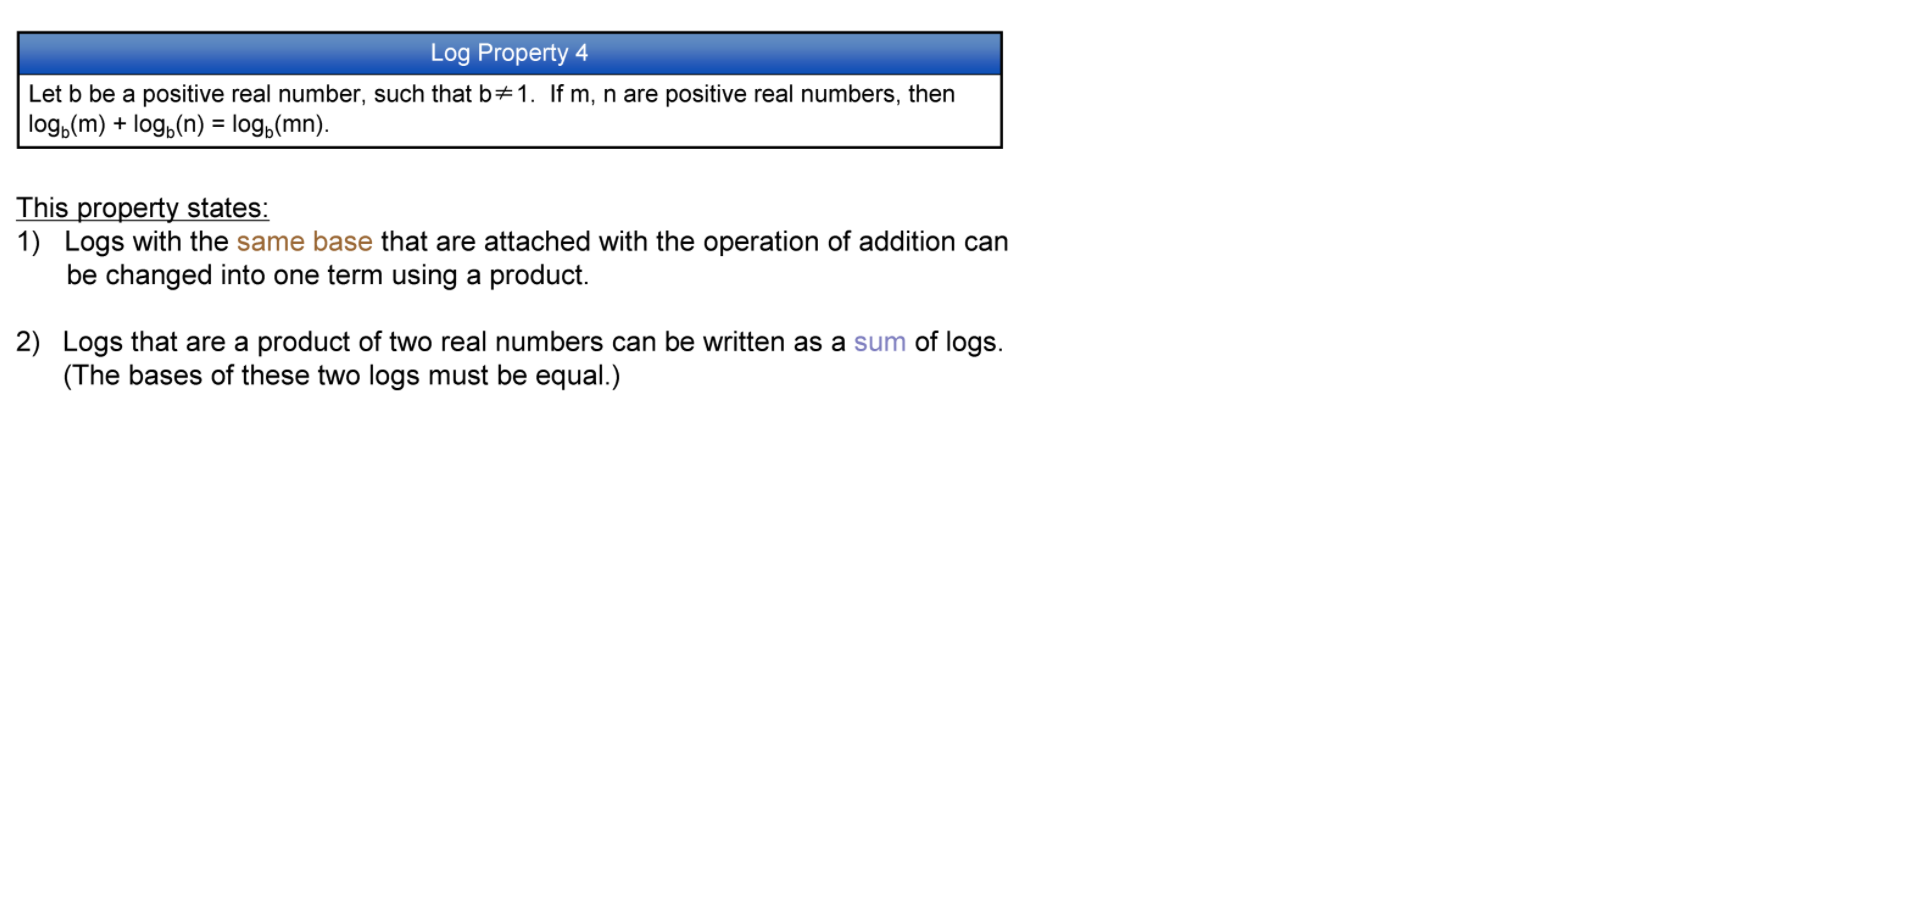 Log Property 4
Let b be a positive real number, such that b≠1.  If m, n are positive real numbers, then
log_b(m) + log_b(n) = log_b(mn).
This property states:
1)   Logs with the same base that are attached with the operation of addition can
be changed into one term using a product.
2)   Logs that are a product of two real numbers can be written as a sum of logs.
(The bases of these two logs must be equal.)